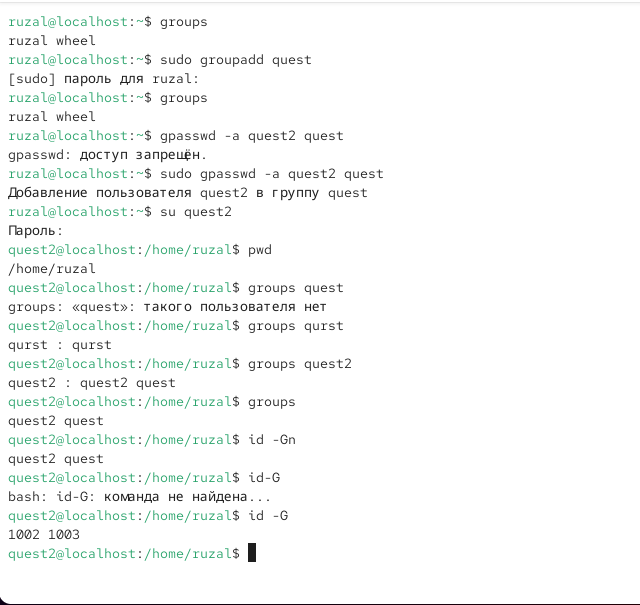 ruzal@localhost:~$ groups
ruzal wheel
ruzal@localhost:~$ sudo groupadd quest
[sudo] пароль для ruzal:
ruzal@localhost:~$ groups
ruzal wheel
ruzal@localhost:~$ gpasswd -a quest2 quest
gpasswd: доступ запрещён.
ruzal@localhost:~$ sudo gpasswd -a quest2 quest
Добавление пользователя quest2 в группу quest
ruzal@localhost:~$ su quest2
Пароль:
quest2@localhost:/home/ruzal$ pwd
/home/ruzal
quest2@localhost:/home/ruzal$ groups quest
groups: «quest»: такого пользователя нет
quest2@localhost:/home/ruzal$ groups qurst
qurst : qurst
quest2@localhost:/home/ruzal$ groups quest2
quest2 : quest2 quest
quest2@localhost:/home/ruzal$ groups
quest2 quest
quest2@localhost:/home/ruzal$ id -Gn
quest2 quest
quest2@localhost:/home/ruzal$ id-G
bash: id-G: команда не найдена...
quest2@localhost:/home/ruzal$ id -G
1002 1003
quest2@localhost:/home/ruzal$